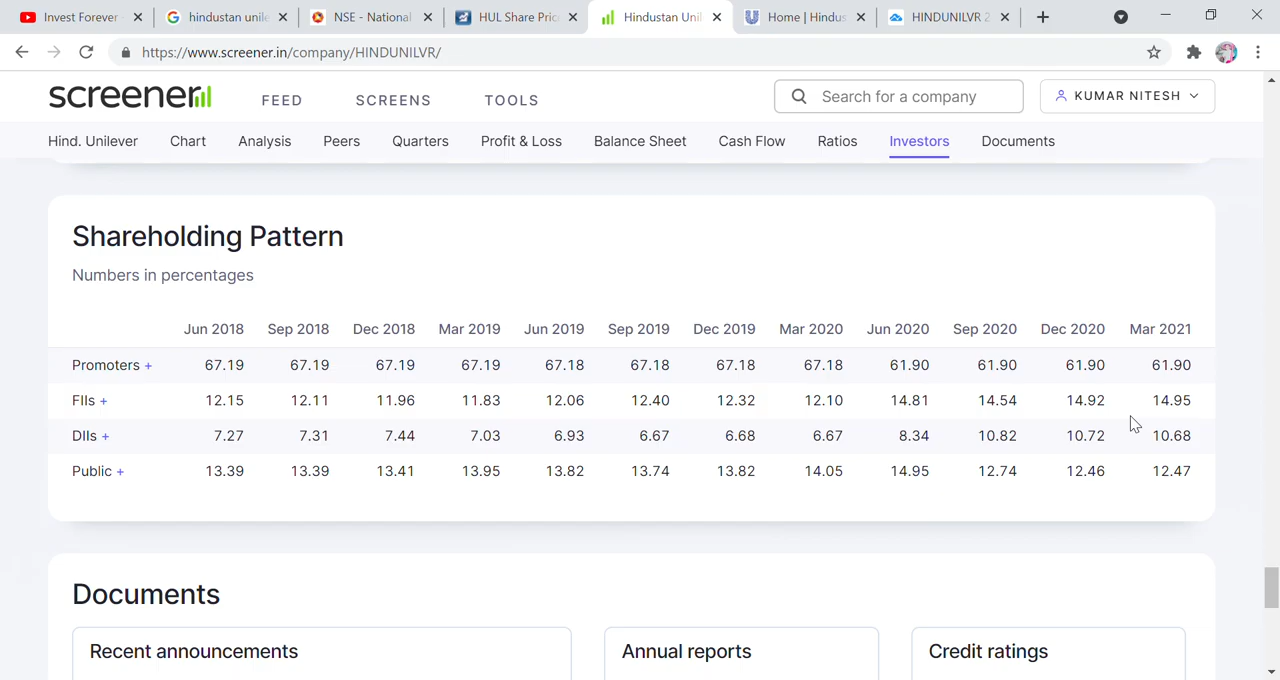 Invest Forever
hindustan unile
NSE - National
HUL Share Pric
Hindustan Unil
Home | Hindus
HINDUNILVR 2
https://www.screener.in/company/HINDUNILVR/
screener
FEED SCREENS TOOLS
Search for a company
KUMAR NITESH
Hind. Unilever Chart Analysis Peers Quarters Profit & Loss Balance Sheet Cash Flow Ratios Investors Documents
Shareholding Pattern
Numbers in percentages
Jun 2018 Sep 2018 Dec 2018 Mar 2019 Jun 2019 Sep 2019 Dec 2019 Mar 2020 Jun 2020 Sep 2020 Dec 2020 Mar 2021
Promoters + 67.19 67.19 67.19 67.19 67.18 67.18 67.18 67.18 61.90 61.90 61.90 61.90
FIIs + 12.15 12.11 11.96 11.83 12.06 12.40 12.32 12.10 14.81 14.54 14.92 14.95
DIIs + 7.27 7.31 7.44 7.03 6.93 6.67 6.68 6.67 8.34 10.82 10.72 10.68
Public + 13.39 13.39 13.41 13.95 13.82 13.74 13.82 14.05 14.95 12.74 12.46 12.47
Documents
Recent announcements
Annual reports
Credit ratings